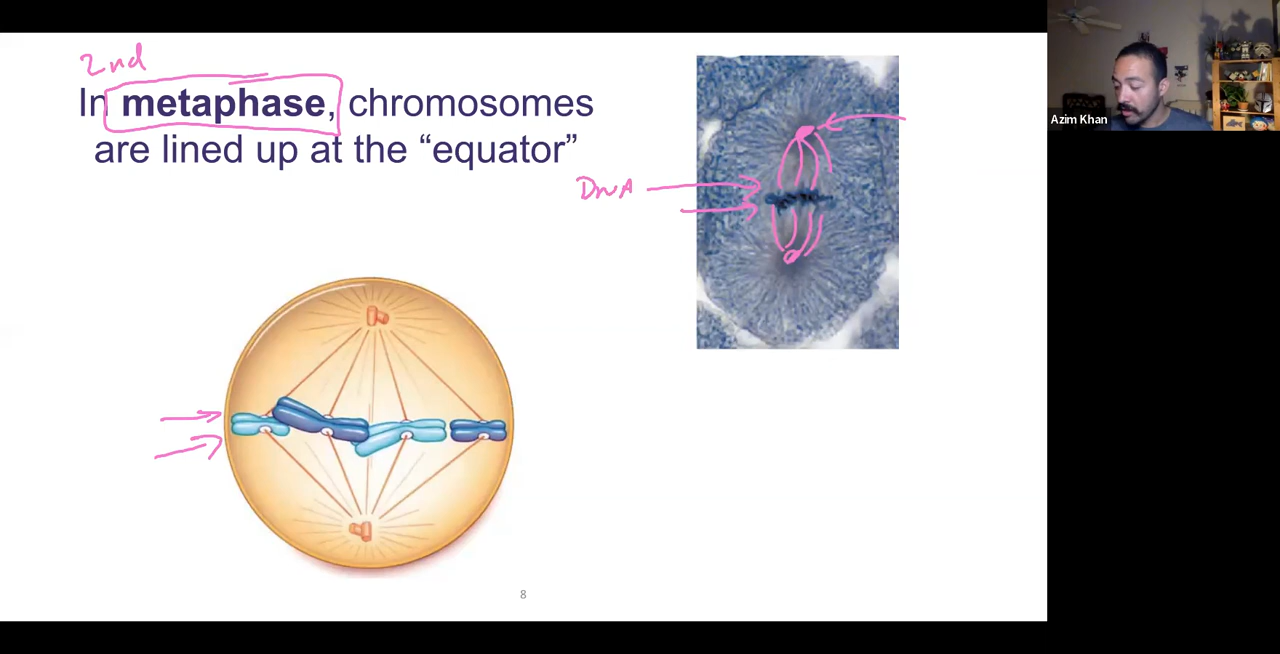 2nd
In metaphase, chromosomes
are lined up at the “equator”
DNA
Azim Khan
8